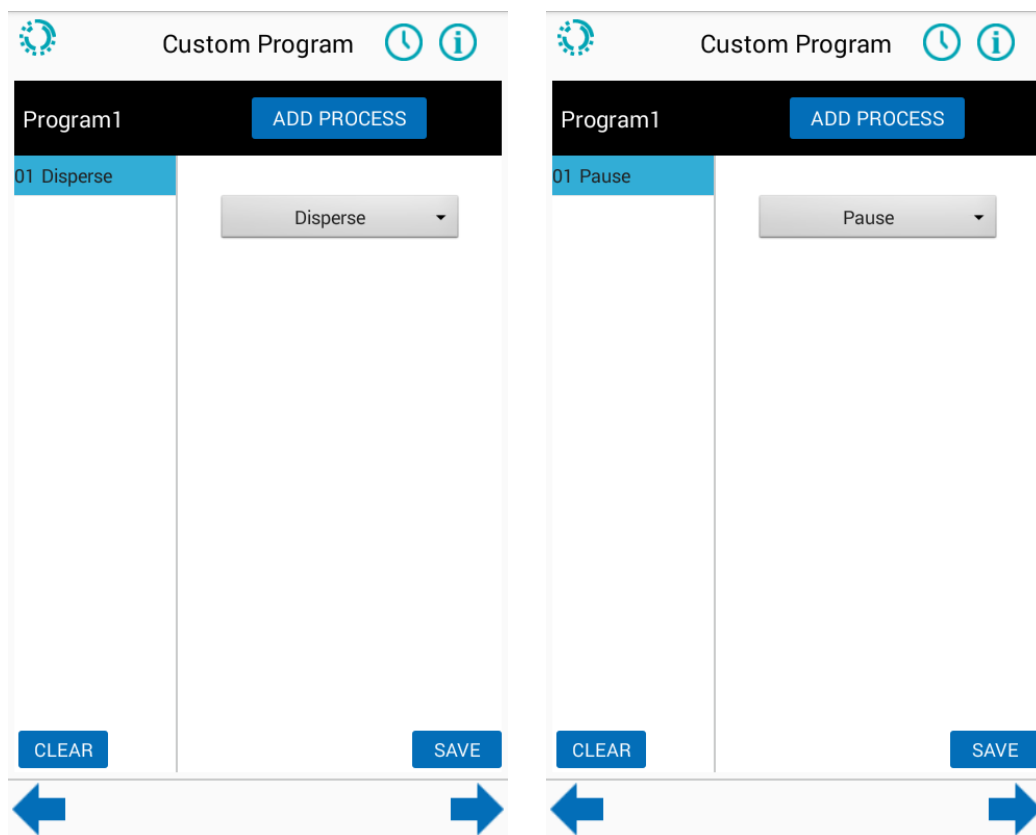 Custom Program
Program1
ADD PROCESS
01 Disperse
Disperse
CLEAR
SAVE
Custom Program
Program1
ADD PROCESS
01 Pause
Pause
CLEAR
SAVE